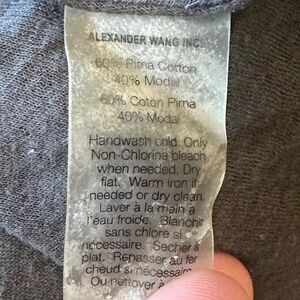 ALEXANDER WANG INC.
60% Pima Cotton
40% Modal
60% Coton Pima
40% Modal
Handwash cold. Only
Non-Chlorine bleach
when needed. Dry
flat. Warm iron if
needed or dry clean.
Laver à la main à
l'eau froide. Blanchir
sans chlore si
nécessaire. Sécher à
plat. Repasser au fer
chaud si nécessaire.
Ou nettoyer à